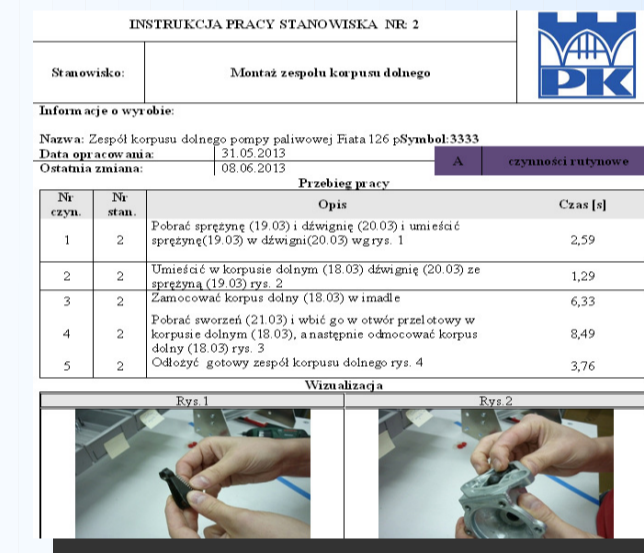 INSTRUKCJA PRACY STANOWISKA NR: 2
PK
Stanowisko:
Montaż zespołu korpusu dolnego
Informacje o wyrobie:
Nazwa: Zespół korpusu dolnego pompy paliwowej Fiata 126 pSymbol:3333
Data opracowania: 31.05.2013
Ostatnia zmiana: 08.06.2013
A czynności rutynowe
Przebieg pracy
Nr czyn. Nr stan. Opis Czas [s]
1 2 Pobrać sprężynę (19.03) i dźwignię (20.03) i umieścić
sprężynę(19.03) w dźwigni(20.03) wg rys. 1 2,59
2 2 Umieścić w korpusie dolnym (18.03) dźwignię (20.03) ze
sprężyną (19.03) rys. 2 1,29
3 2 Zamocować korpus dolny (18.03) w imadle 6,33
Pobrać sworzeń (21.03) i wbić go w otwór przelotowy w
4 2 korpusie dolnym (18.03), a następnie odmocować korpus 8,49
dolny (18.03) rys. 3
5 2 Odłożyć gotowy zespół korpusu dolnego rys. 4 3,76
Wizualizacja
Rys.1 Rys.2